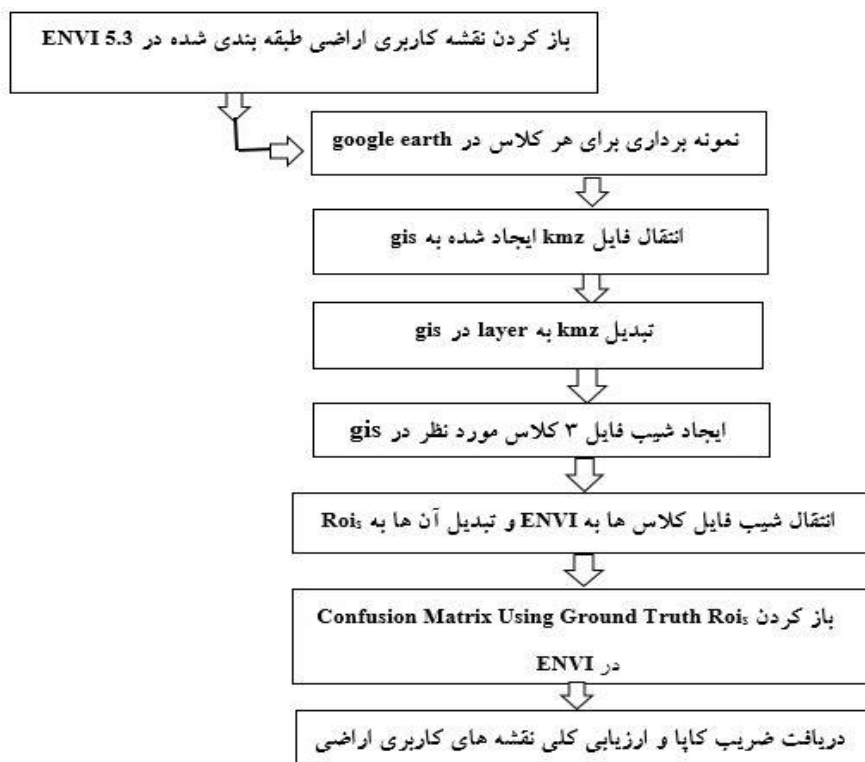 باز کردن نقشه کاربری اراضی طبقه بندی شده در ENVI 5.3
نمونه برداری برای هر کلاس در google earth
انتقال فایل kmz ایجاد شده به gis
تبدیل kmz به layer در gis
ایجاد شیب فایل ۳ کلاس مورد نظر در gis
انتقال شیب فایل کلاس ها به ENVI و تبدیل آن ها به Rois
باز کردن Confusion Matrix Using Ground Truth Rois
در ENVI
دریافت ضریب کاپا و ارزیابی کلی نقشه های کاربری اراضی